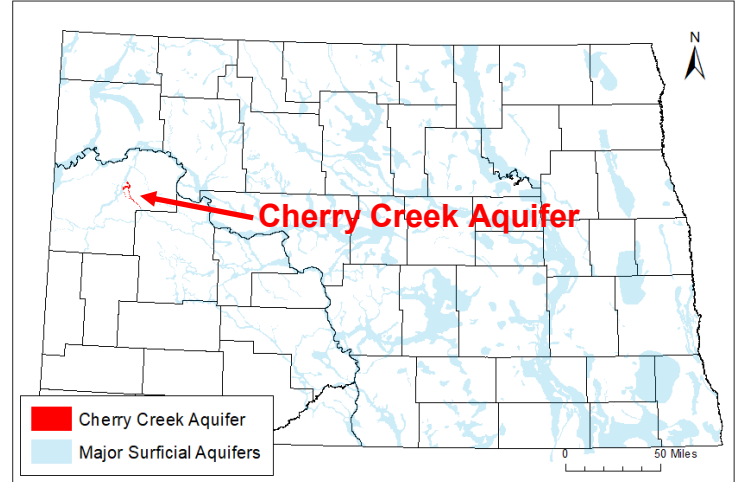 N
Cherry Creek Aquifer
Cherry Creek Aquifer
Major Surficial Aquifers
0 50 Miles